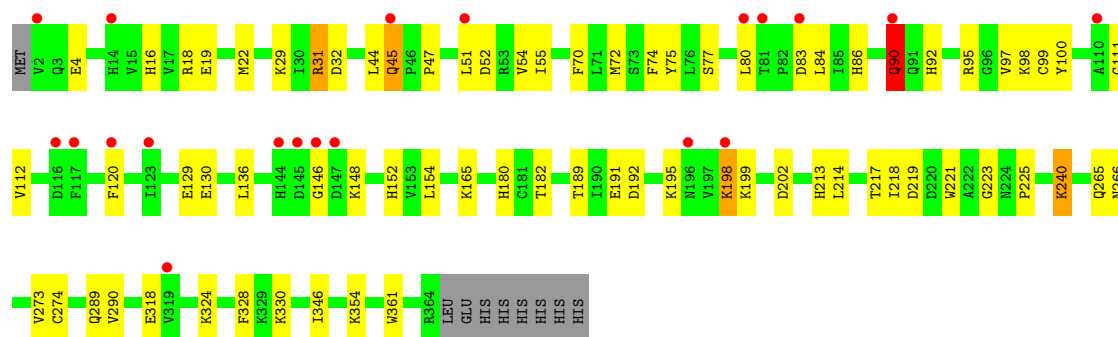 MET V2 Q3 E4 H14 V15 H16 V17 R18 E19 M22 K29 I30 R31 D32 L44 Q45 P46 P47 L51 D52 R53 V54 I55 F70 L71 M72 S73 F74 Y75 L76 S77 L80 T81 P82 D83 L84 I85 H86 Q90 Q91 H92 R95 G96 V97 K98 C99 Y100 A110
V112 D116 F117 F120 I123 E129 E130 L136 H144 D145 G146 D147 K148 H152 V153 L154 K165 H180 C181 T182 T189 I190 E191 D192 K195 N196 V197 K198 K199 D202 H213 L214 T217 I218 D219 D220 W221 A222 G223 N224 P225 K240 Q265
V273 C274 Q289 V290 E318 V319 K324 F328 K329 K330 I346 K354 W361 R364 LEU GLU HIS HIS HIS HIS HIS HIS